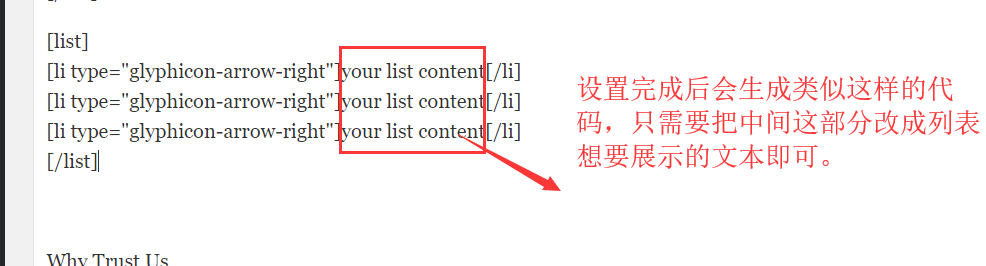 [list]
[li type="glyphicon-arrow-right"]your list content[/li]
[li type="glyphicon-arrow-right"]your list content[/li]
[li type="glyphicon-arrow-right"]your list content[/li]
[/list]
设置完成后会生成类似这样的代
码，只需要把中间这部分改成列表
想要展示的文本即可。
Why Trust Us